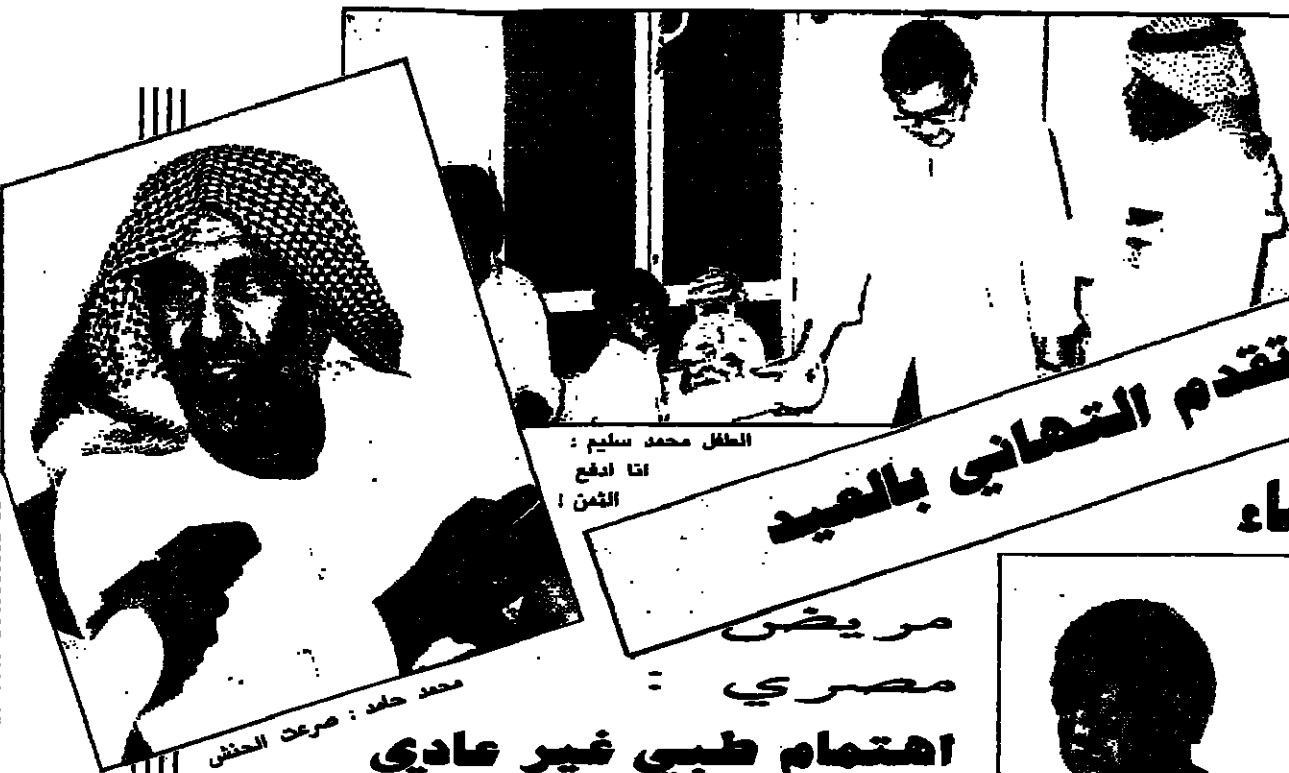 الطفل محمد سليم :
انا ادفع
الثمن !
تقدم التهاني بالعيد
محمد حامد : صرعت الحنش
مريض
مصري :
اهتمام طبي غير عادي